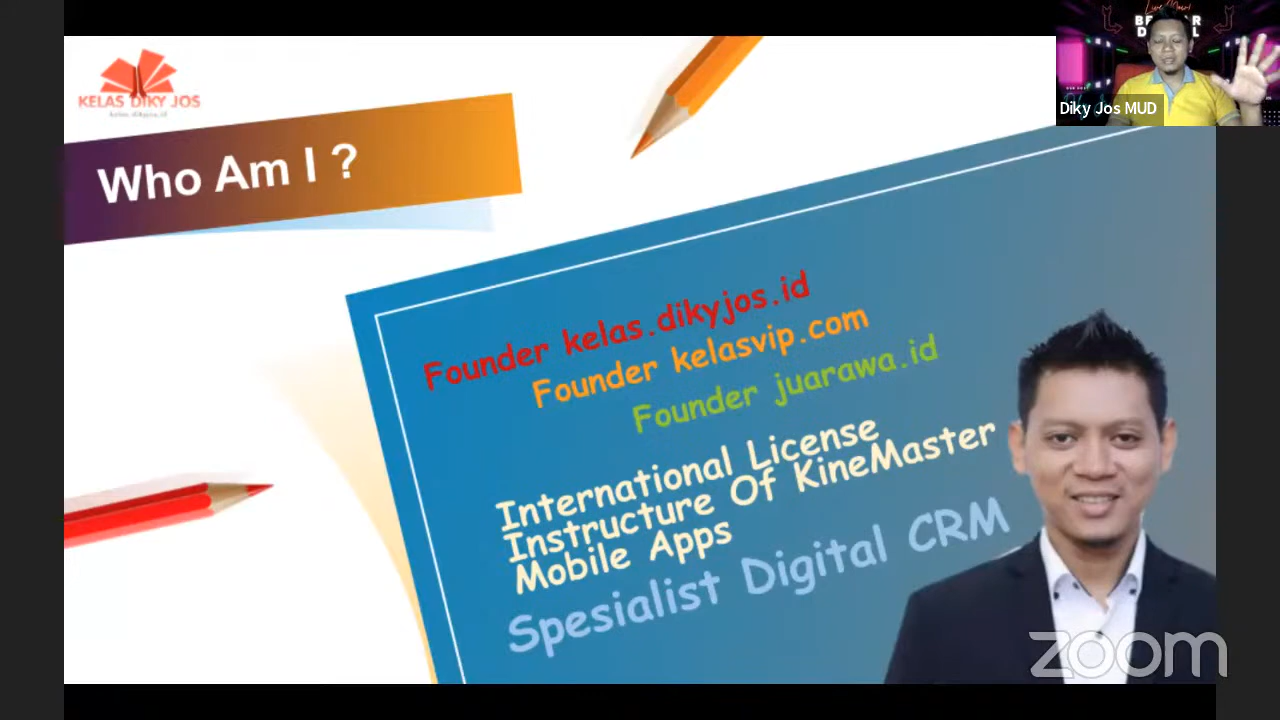 KELAS DIKY JOS
kelas.dikyjos.id
Who Am I ?
Founder kelas.dikyjos.id
Founder kelasvip.com
Founder juarawa.id
International License
Instructure Of KineMaster
Mobile Apps
Spesialist Digital CRM
Diky Jos MUD
zoom